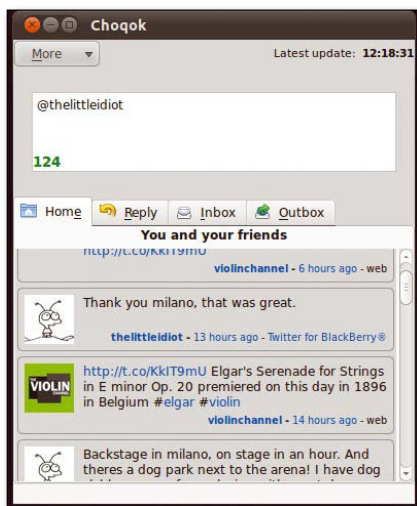 Choqok
More
Latest update: 12:18:31
@thelittleidiot
124
Home Reply Inbox Outbox
You and your friends
http://t.co/KkIT9mU
violinchannel - 6 hours ago - web
Thank you milano, that was great.
thelittleidiot - 13 hours ago - Twitter for BlackBerry®
VIOLIN
http://t.co/KkIT9mU Elgar's Serenade for Strings
in E minor Op. 20 premiered on this day in 1896
in Belgium #elgar #violin
violinchannel - 14 hours ago - web
Backstage in milano, on stage in an hour. And
theres a dog park next to the arena! I have dog